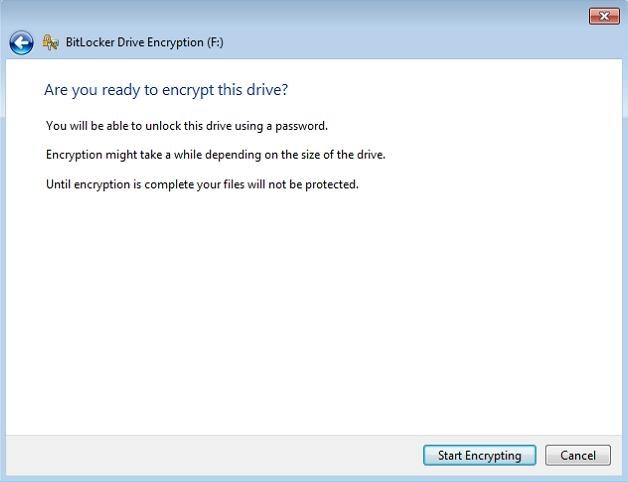 BitLocker Drive Encryption (F:)
Are you ready to encrypt this drive?
You will be able to unlock this drive using a password.
Encryption might take a while depending on the size of the drive.
Until encryption is complete your files will not be protected.
Start Encrypting
Cancel